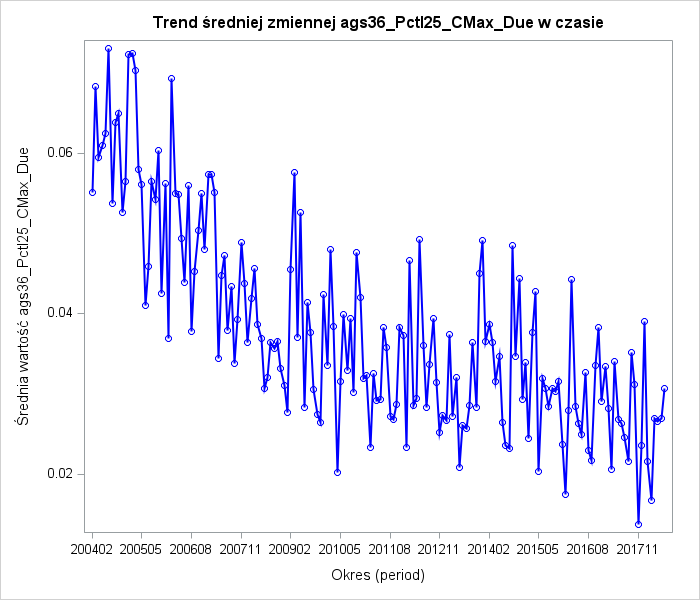 Trend średniej zmiennej ags36_Pctl25_CMax_Due w czasie
Średnia wartość ags36_Pctl25_CMax_Due
0.06
0.04
0.02
200402 200505 200608 200711 200902 201005 201108 201211 201402 201505 201608 201711
Okres (period)